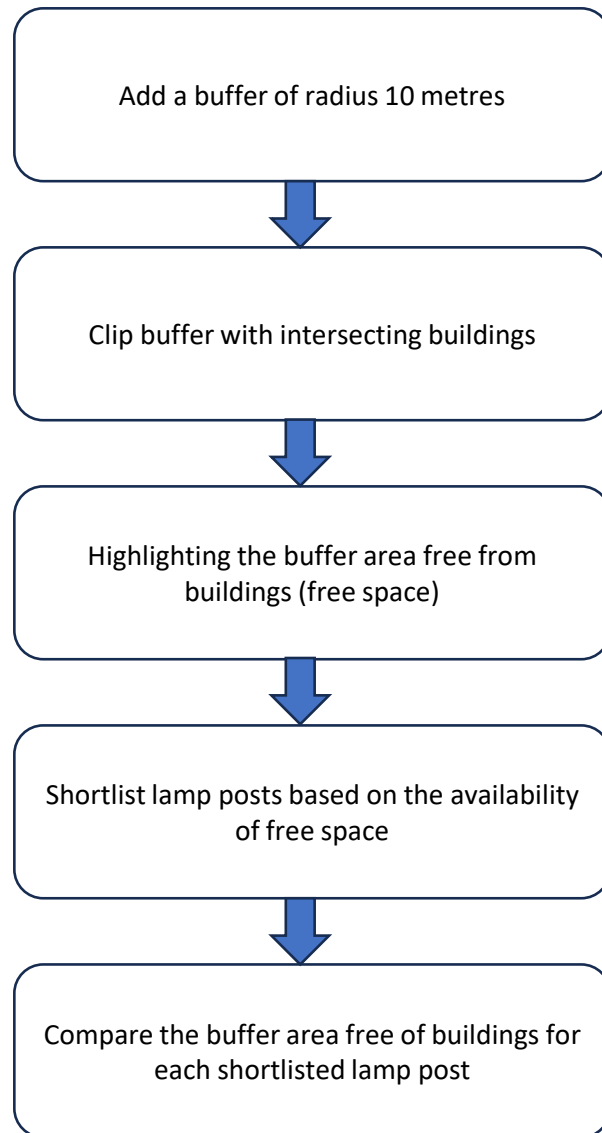 Add a buffer of radius 10 metres
Clip buffer with intersecting buildings
Highlighting the buffer area free from
buildings (free space)
Shortlist lamp posts based on the availability
of free space
Compare the buffer area free of buildings for
each shortlisted lamp post